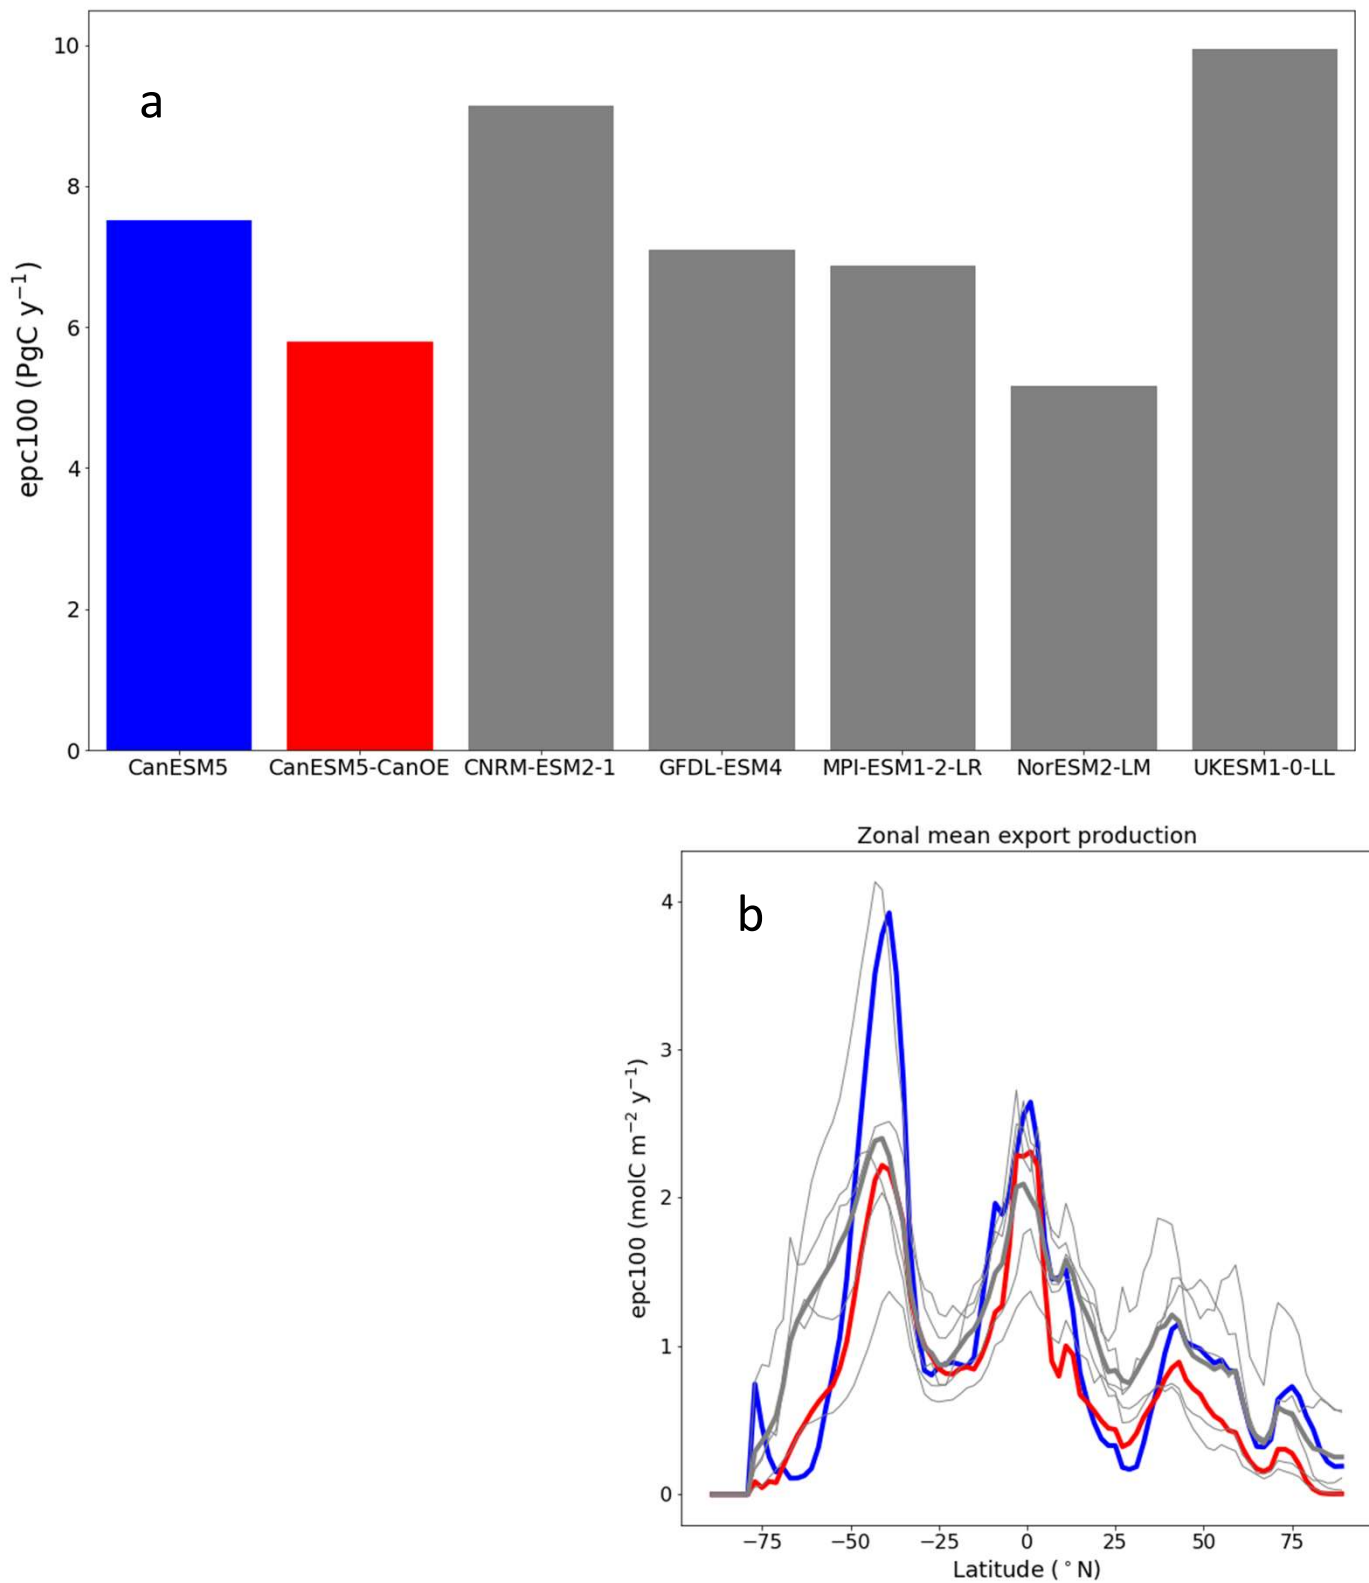 10
a
8
6
4
2
0
epc100 (PgC y⁻¹)
CanESM5 CanESM5-CanOE CNRM-ESM2-1 GFDL-ESM4 MPI-ESM1-2-LR NorESM2-LM UKESM1-0-LL
Zonal mean export production
4
b
3
2
1
0
epc100 (molC m⁻² y⁻¹)
−75 −50 −25 0 25 50 75
Latitude (°N)